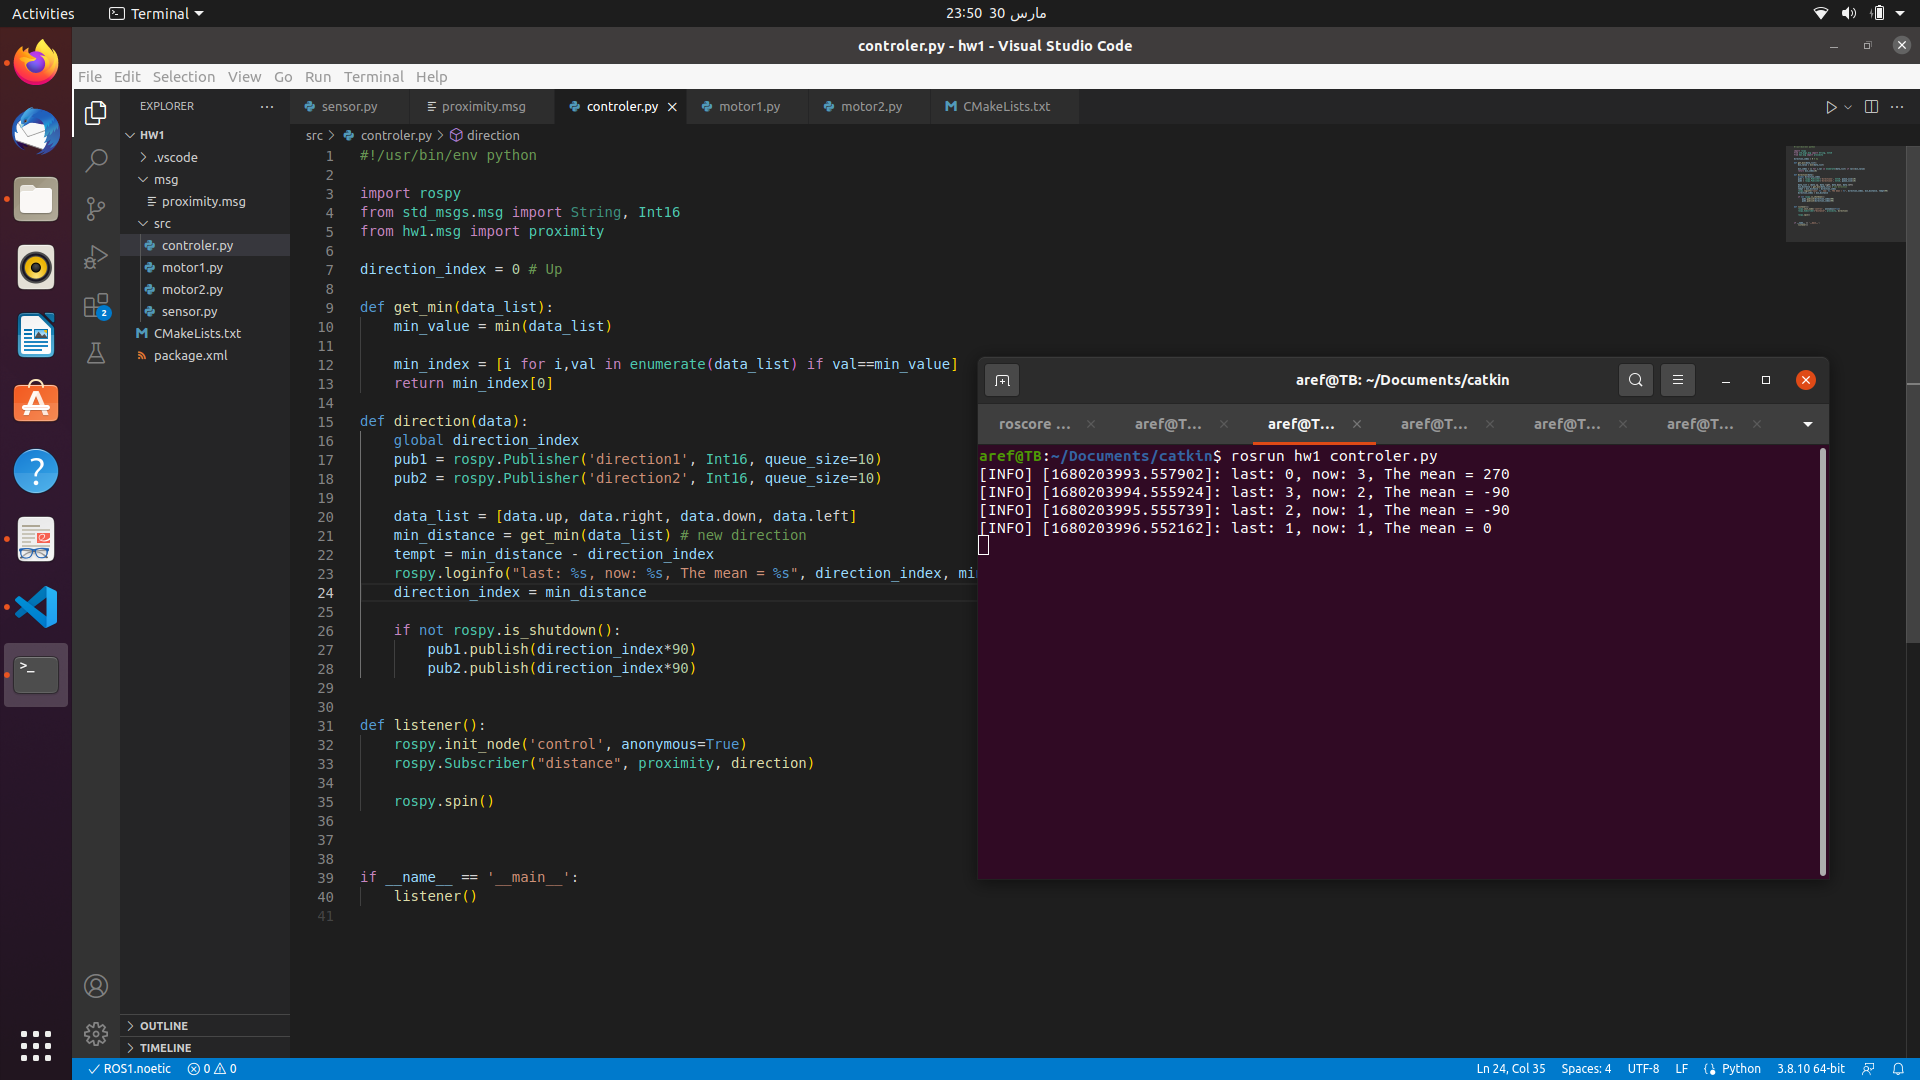 Activities
Terminal
23:50 30 مارس
controler.py - hw1 - Visual Studio Code
File Edit Selection View Go Run Terminal Help
EXPLORER
HW1
.vscode
msg
proximity.msg
src
controler.py
motor1.py
motor2.py
sensor.py
CMakeLists.txt
package.xml
OUTLINE
TIMELINE
2
sensor.py proximity.msg controler.py motor1.py motor2.py CMakeLists.txt
src > controler.py > direction
1 #!/usr/bin/env python
2
3 import rospy
4 from std_msgs.msg import String, Int16
5 from hw1.msg import proximity
6
7 direction_index = 0 # Up
8
9 def get_min(data_list):
10 min_value = min(data_list)
11
12 min_index = [i for i,val in enumerate(data_list) if val==min_value]
13 return min_index[0]
14
15 def direction(data):
16 global direction_index
17 pub1 = rospy.Publisher('direction1', Int16, queue_size=10)
18 pub2 = rospy.Publisher('direction2', Int16, queue_size=10)
19
20 data_list = [data.up, data.right, data.down, data.left]
21 min_distance = get_min(data_list) # new direction
22 tempt = min_distance - direction_index
23 rospy.loginfo("last: %s, now: %s, The mean = %s", direction_index, min
24 direction_index = min_distance
25
26 if not rospy.is_shutdown():
27 pub1.publish(direction_index*90)
28 pub2.publish(direction_index*90)
29
30
31 def listener():
32 rospy.init_node('control', anonymous=True)
33 rospy.Subscriber("distance", proximity, direction)
34
35 rospy.spin()
36
37
38
39 if __name__ == '__main__':
40 listener()
41
aref@TB: ~/Documents/catkin
roscore ... aref@T... aref@T... aref@T... aref@T... aref@T...
aref@TB:~/Documents/catkin$ rosrun hw1 controler.py
[INFO] [1680203993.557902]: last: 0, now: 3, The mean = 270
[INFO] [1680203994.555924]: last: 3, now: 2, The mean = -90
[INFO] [1680203995.555739]: last: 2, now: 1, The mean = -90
[INFO] [1680203996.552162]: last: 1, now: 1, The mean = 0
ROS1.noetic 0 0
Ln 24, Col 35 Spaces: 4 UTF-8 LF Python 3.8.10 64-bit